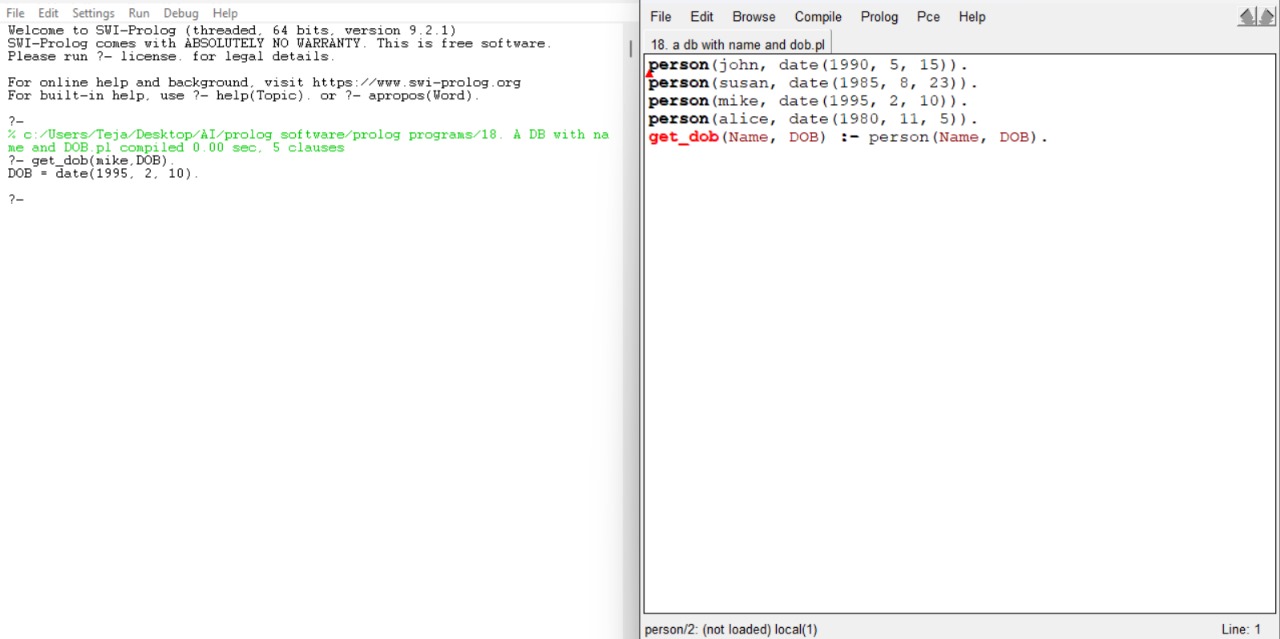 File Edit Settings Run Debug Help
Welcome to SWI-Prolog (threaded, 64 bits, version 9.2.1)
SWI-Prolog comes with ABSOLUTELY NO WARRANTY. This is free software.
Please run ?- license. for legal details.
For online help and background, visit https://www.swi-prolog.org
For built-in help, use ?- help(Topic). or ?- apropos(Word).
?-
% c:/Users/Teja/Desktop/AI/prolog software/prolog programs/18. A DB with na
me and DOB.pl compiled 0.00 sec, 5 clauses
?- get_dob(mike,DOB).
DOB = date(1995, 2, 10).
?-
File Edit Browse Compile Prolog Pce Help
18. a db with name and dob.pl
person(john, date(1990, 5, 15)).
person(susan, date(1985, 8, 23)).
person(mike, date(1995, 2, 10)).
person(alice, date(1980, 11, 5)).
get_dob(Name, DOB) :- person(Name, DOB).
person/2: (not loaded) local(1)
Line: 1